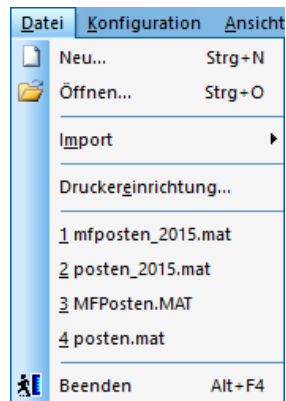 Datei Konfiguration Ansicht
Neu... Strg+N
Öffnen... Strg+O
Import
Druckereinrichtung...
1 mfposten_2015.mat
2 posten_2015.mat
3 MFPosten.MAT
4 posten.mat
Beenden Alt+F4